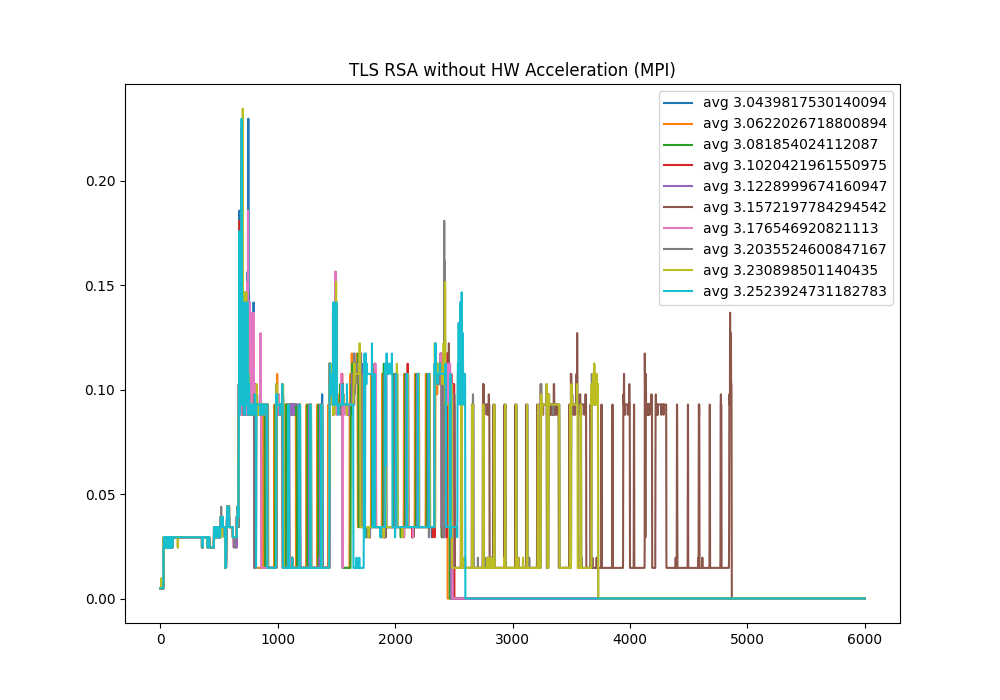 TLS RSA without HW Acceleration (MPI)
avg 3.0439817530140094
avg 3.0622026718800894
avg 3.081854024112087
avg 3.1020421961550975
avg 3.1228999674160947
avg 3.1572197784294542
avg 3.176546920821113
avg 3.2035524600847167
avg 3.230898501140435
avg 3.2523924731182783
0.20
0.15
0.10
0.05
0.00
0 1000 2000 3000 4000 5000 6000